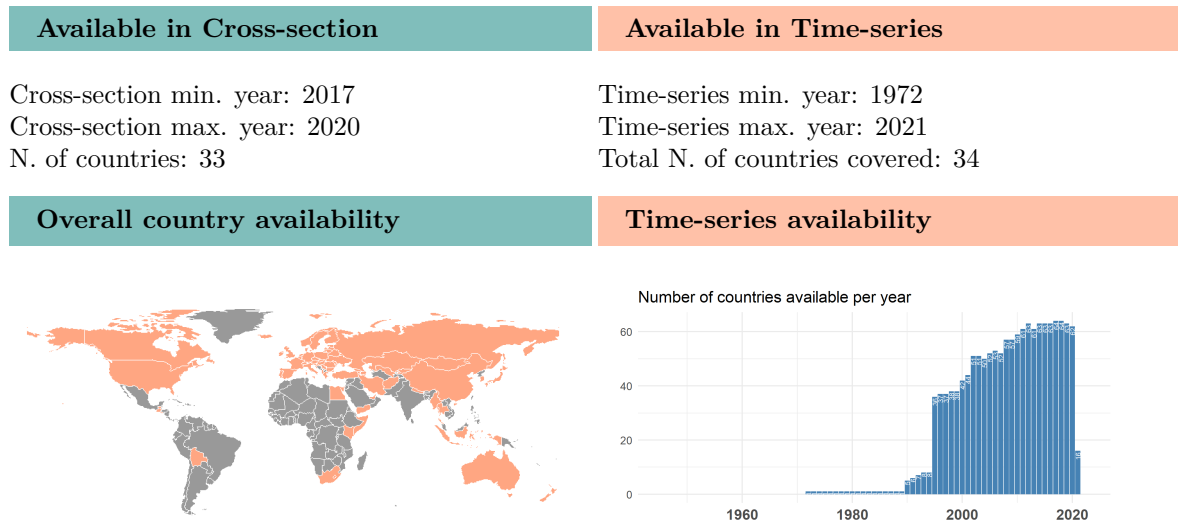 Available in Cross-section
Cross-section min. year: 2017
Cross-section max. year: 2020
N. of countries: 33
Available in Time-series
Time-series min. year: 1972
Time-series max. year: 2021
Total N. of countries covered: 34
Overall country availability
Time-series availability
Number of countries available per year
60
40
20
0
1960
1980
2000
2020